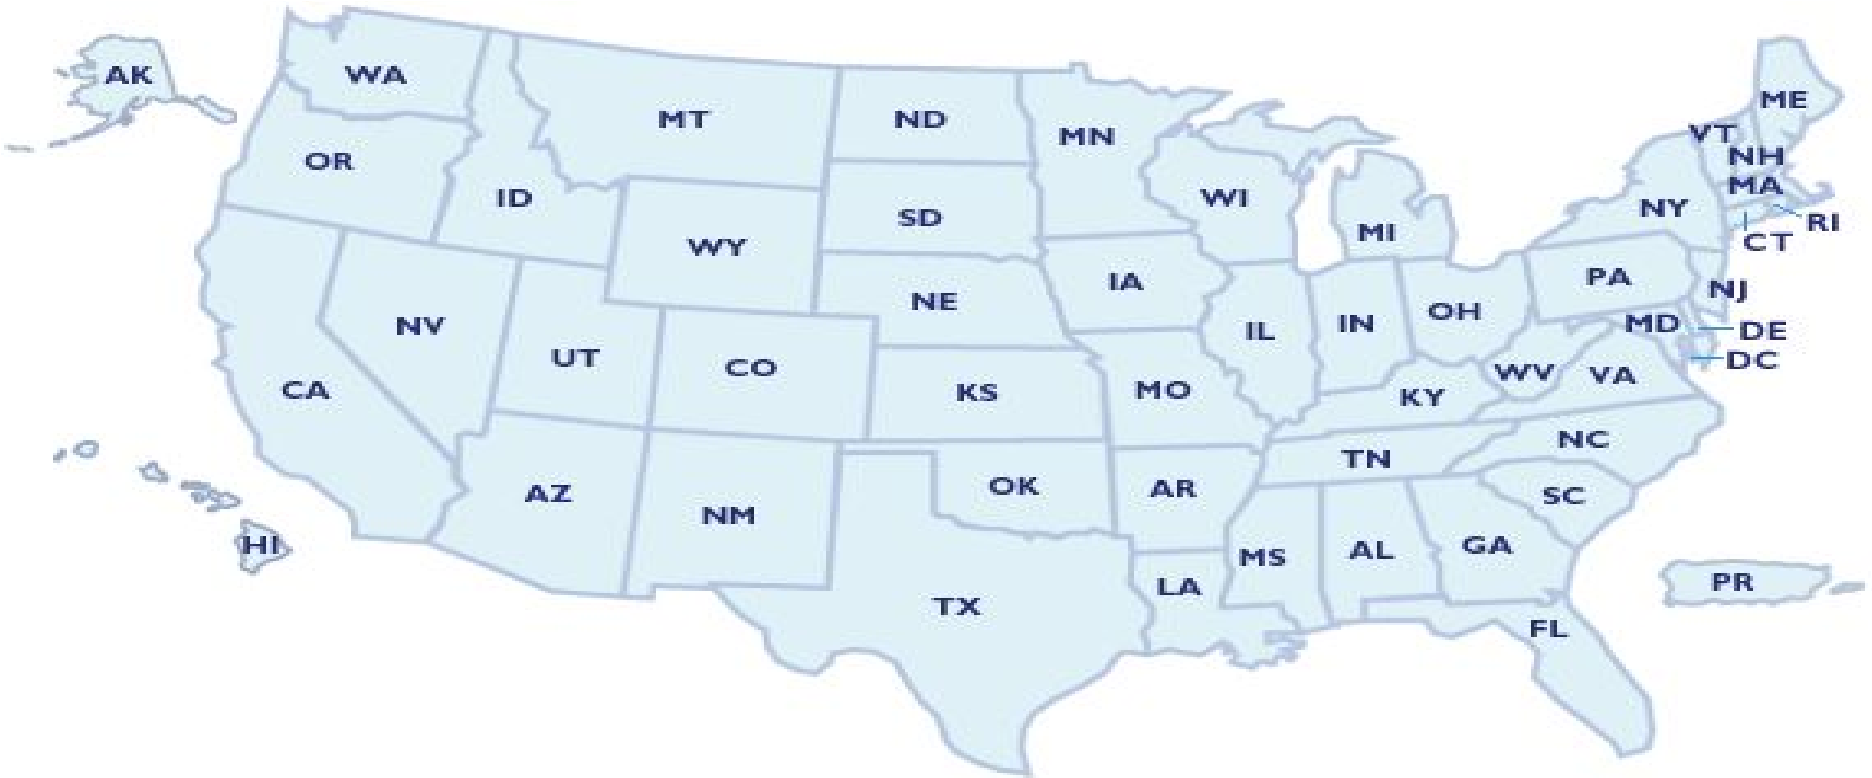 AK
WA
MT
ND
MN
ME
VT
NH
OR
ID
WY
SD
WI
MI
NY
MA
RI
CT
NV
UT
CO
NE
IA
IL
IN
OH
PA
NJ
MD
DE
DC
CA
KS
MO
KY
WV
VA
AZ
NM
OK
AR
TN
NC
SC
HI
TX
LA
MS
AL
GA
FL
PR